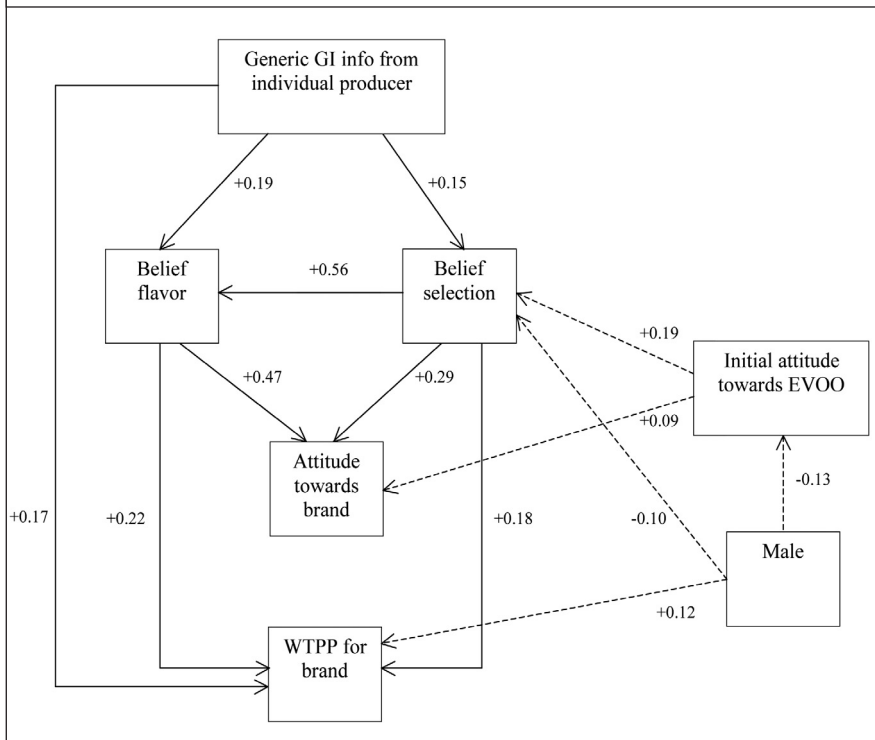 Generic GI info from
individual producer
+0.19
+0.15
Belief
flavor
+0.56
Belief
selection
+0.19
Initial attitude
towards EVOO
+0.47
+0.29
+0.09
Attitude
towards
brand
-0.13
+0.17
+0.22
+0.18
-0.10
Male
+0.12
WTPP for
brand